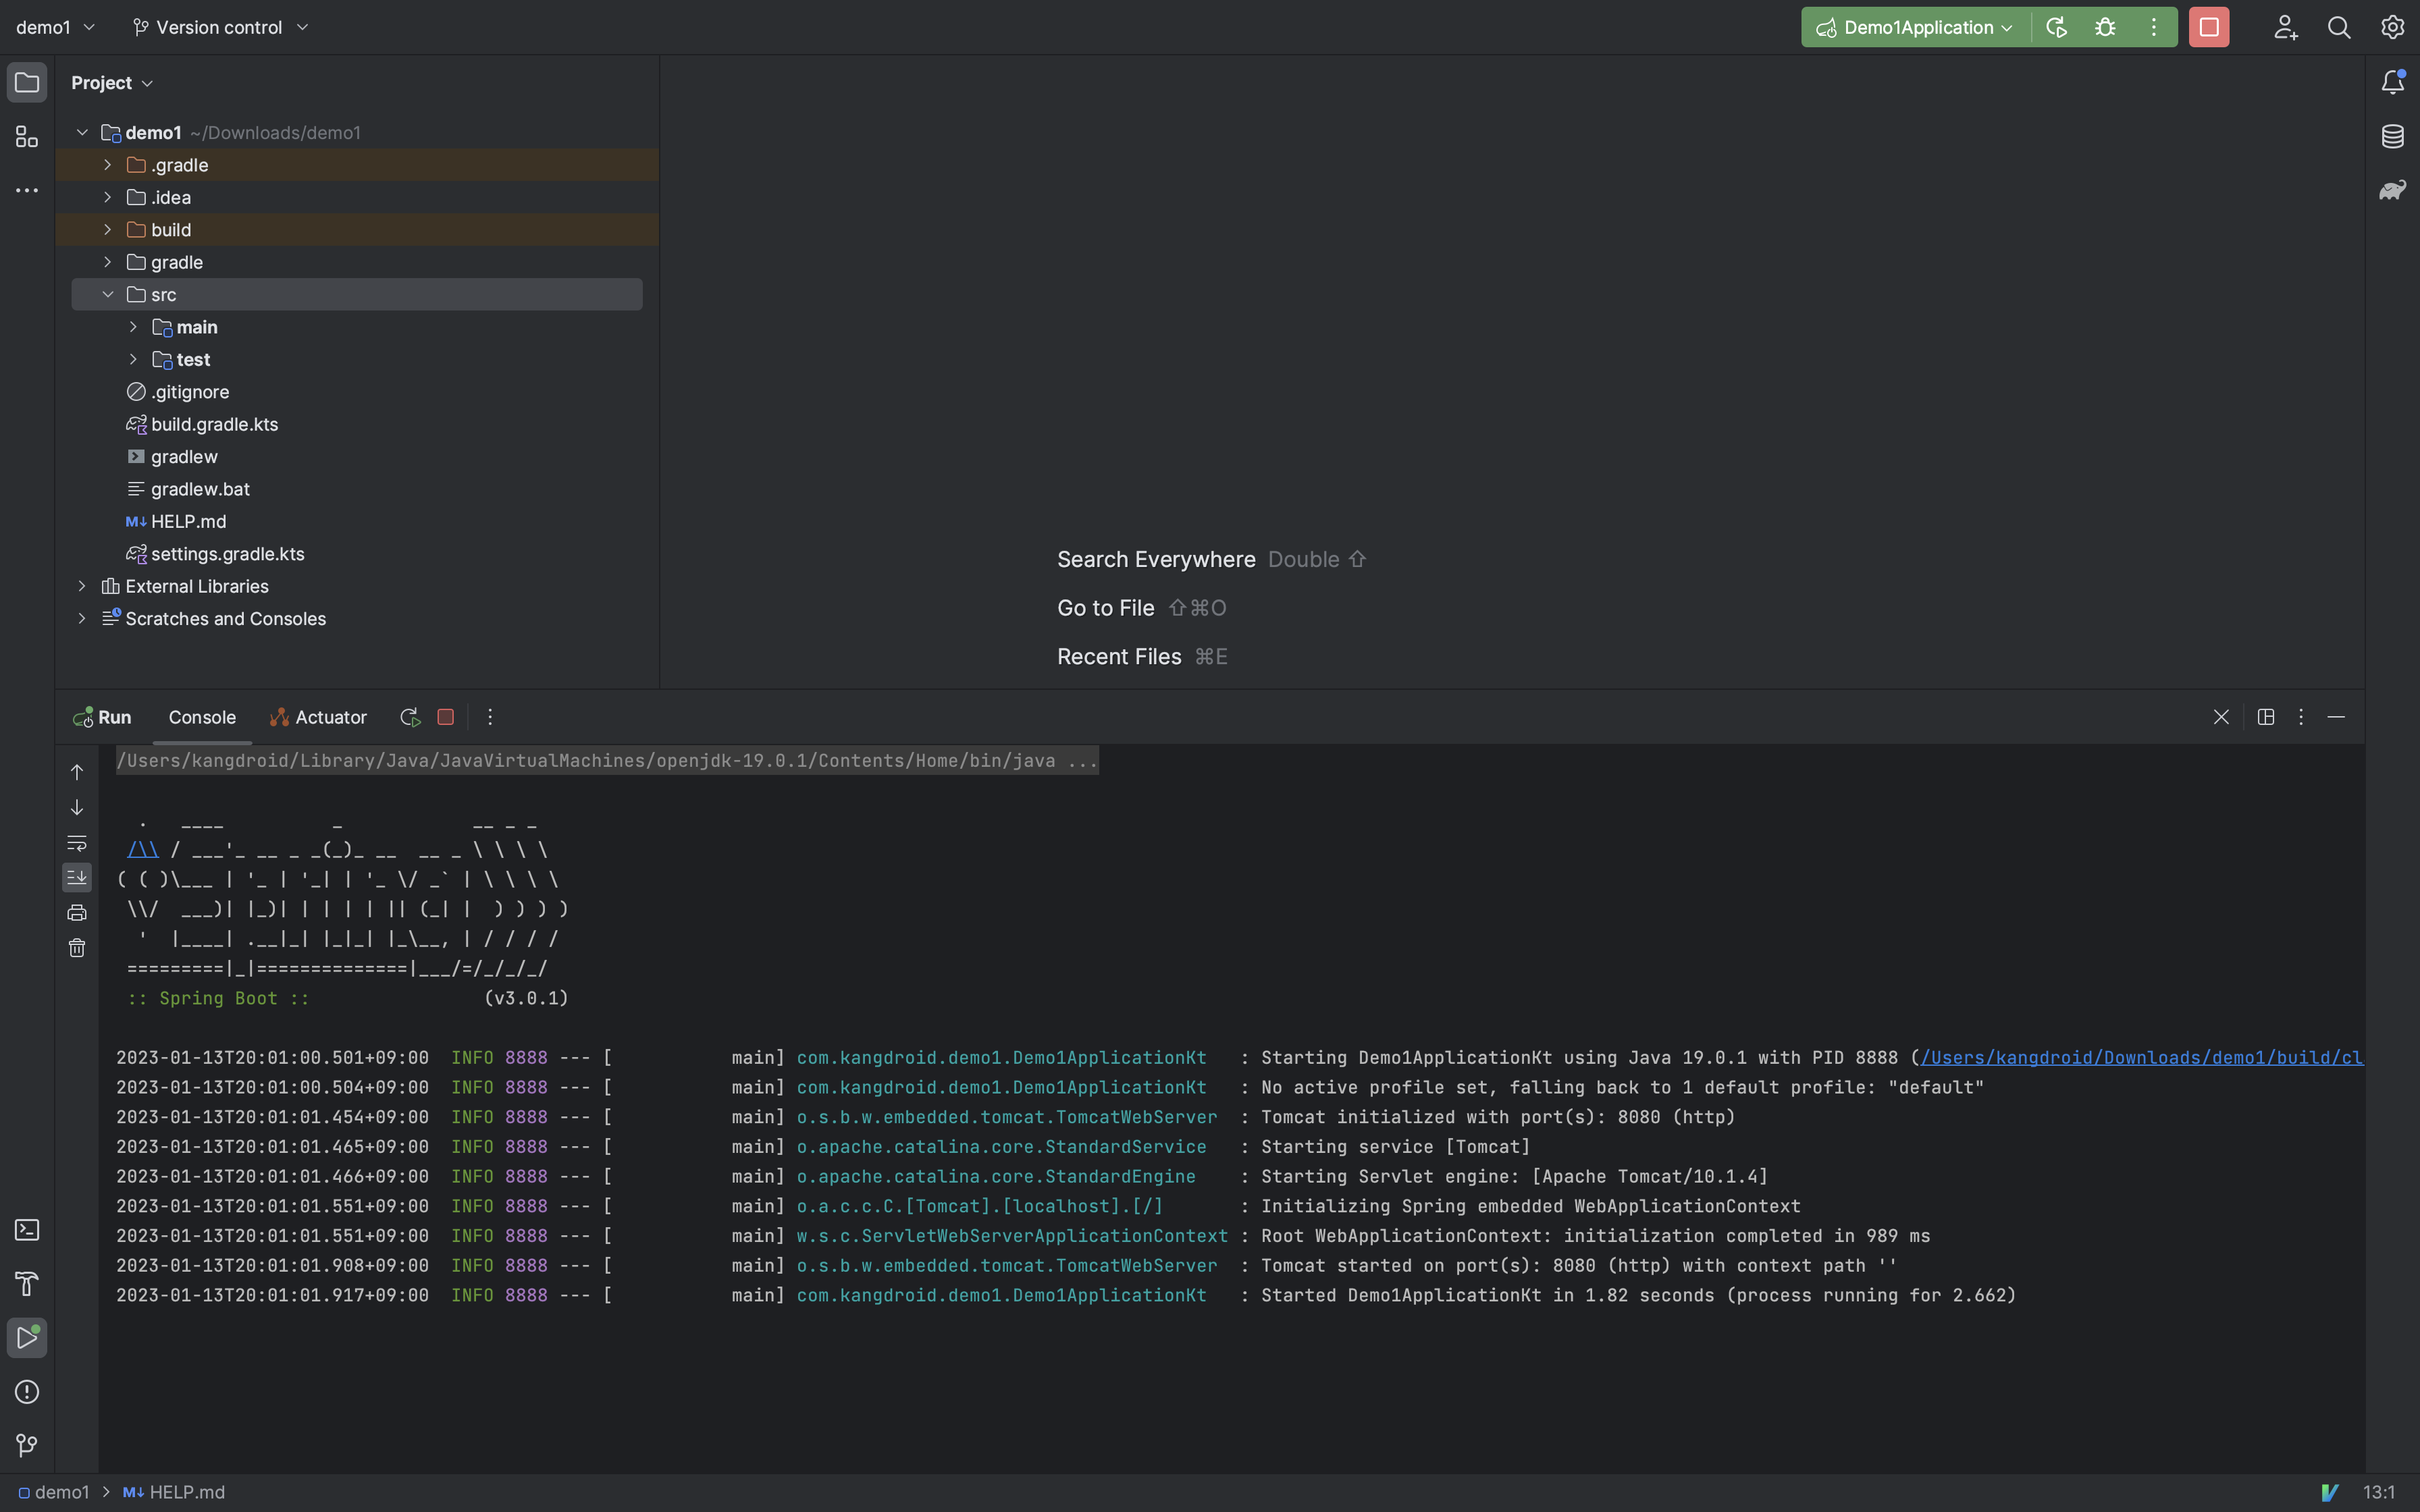 demo1
Version control
Demo1Application
Project
demo1 ~/Downloads/demo1
.gradle
.idea
build
gradle
src
main
test
.gitignore
build.gradle.kts
gradlew
gradlew.bat
HELP.md
settings.gradle.kts
External Libraries
Scratches and Consoles
Search Everywhere Double ⇧
Go to File ⇧⌘O
Recent Files ⌘E
Run Console Actuator
/Users/kangdroid/Library/Java/JavaVirtualMachines/openjdk-19.0.1/Contents/Home/bin/java ...
  .   ____          _            __ _ _
 /\\ / ___'_ __ _ _(_)_ __  __ _ \ \ \ \
( ( )\___ | '_ | '_| | '_ \/ _` | \ \ \ \
 \\/  ___)| |_)| | | | | || (_| |  ) ) ) )
  '  |____| .__|_| |_|_| |_\__, | / / / /
 =========|_|==============|___/=/_/_/_/
 :: Spring Boot ::                (v3.0.1)
2023-01-13T20:01:00.501+09:00  INFO 8888 --- [           main] com.kangdroid.demo1.Demo1ApplicationKt   : Starting Demo1ApplicationKt using Java 19.0.1 with PID 8888 (/Users/kangdroid/Downloads/demo1/build/cl
2023-01-13T20:01:00.504+09:00  INFO 8888 --- [           main] com.kangdroid.demo1.Demo1ApplicationKt   : No active profile set, falling back to 1 default profile: "default"
2023-01-13T20:01:01.454+09:00  INFO 8888 --- [           main] o.s.b.w.embedded.tomcat.TomcatWebServer  : Tomcat initialized with port(s): 8080 (http)
2023-01-13T20:01:01.465+09:00  INFO 8888 --- [           main] o.apache.catalina.core.StandardService   : Starting service [Tomcat]
2023-01-13T20:01:01.466+09:00  INFO 8888 --- [           main] o.apache.catalina.core.StandardEngine    : Starting Servlet engine: [Apache Tomcat/10.1.4]
2023-01-13T20:01:01.551+09:00  INFO 8888 --- [           main] o.a.c.c.C.[Tomcat].[localhost].[/]       : Initializing Spring embedded WebApplicationContext
2023-01-13T20:01:01.551+09:00  INFO 8888 --- [           main] w.s.c.ServletWebServerApplicationContext : Root WebApplicationContext: initialization completed in 989 ms
2023-01-13T20:01:01.908+09:00  INFO 8888 --- [           main] o.s.b.w.embedded.tomcat.TomcatWebServer  : Tomcat started on port(s): 8080 (http) with context path ''
2023-01-13T20:01:01.917+09:00  INFO 8888 --- [           main] com.kangdroid.demo1.Demo1ApplicationKt   : Started Demo1ApplicationKt in 1.82 seconds (process running for 2.662)
demo1 > M↓ HELP.md
13:1